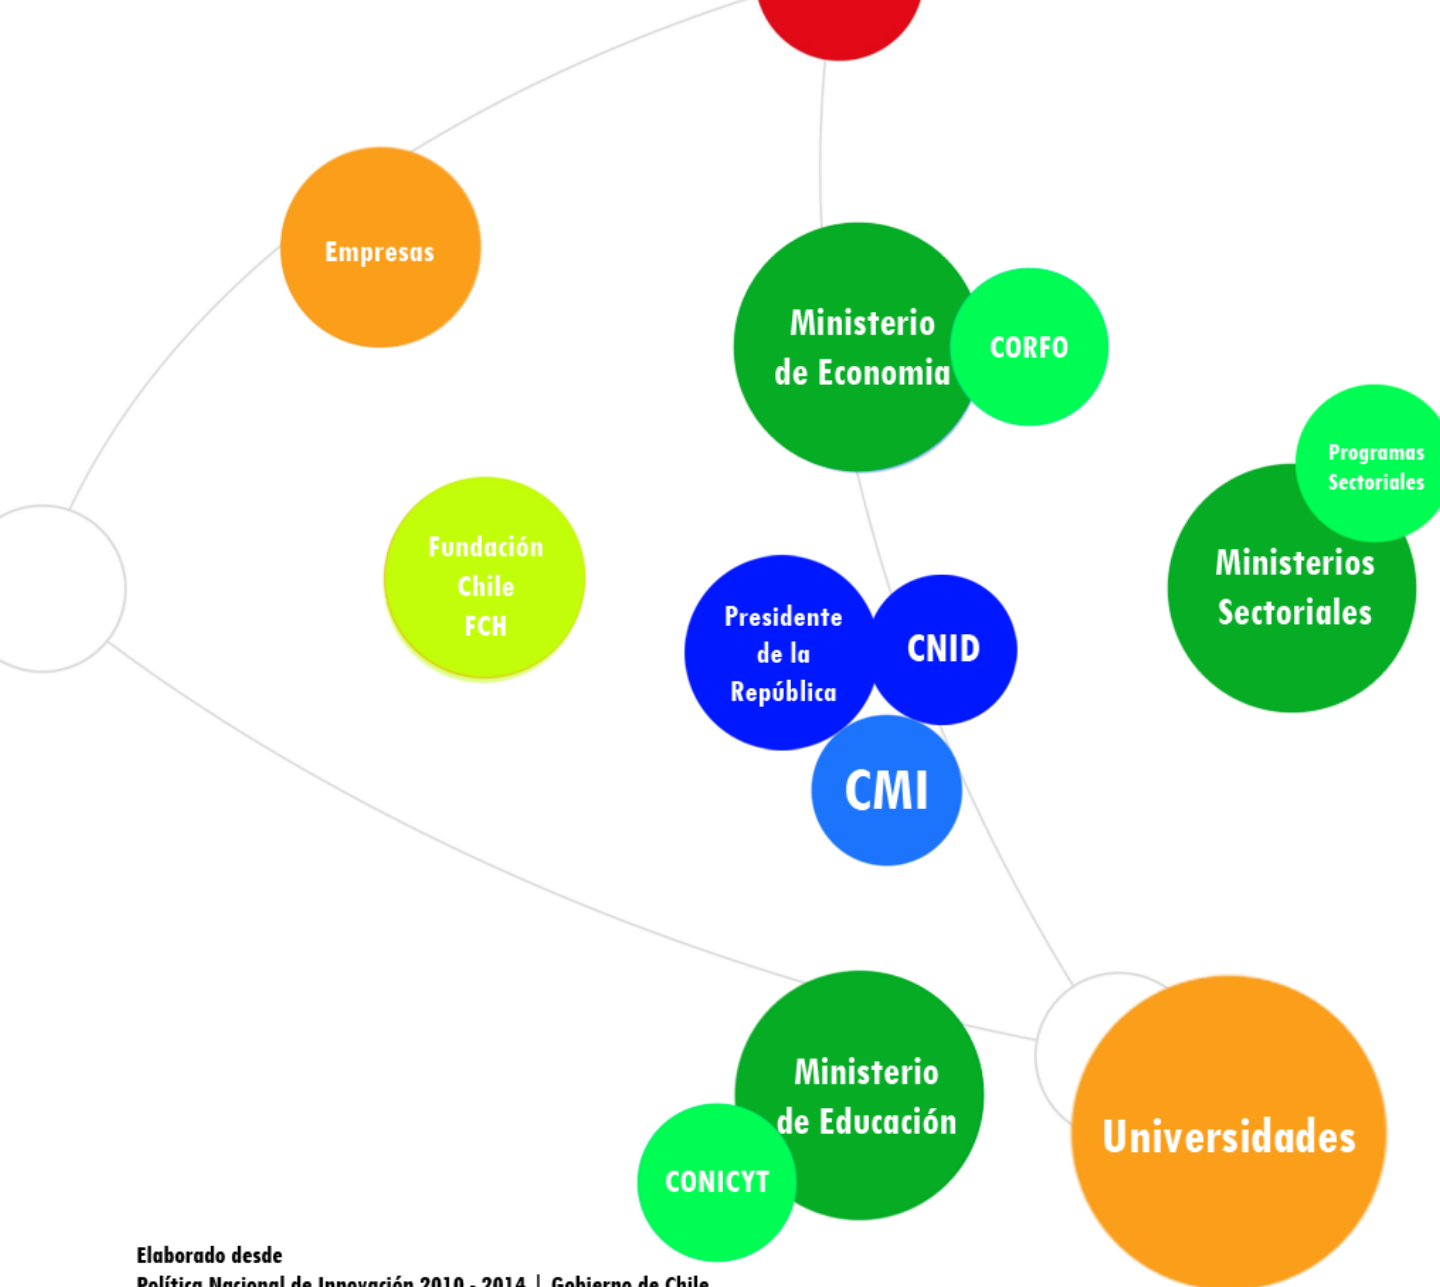 Empresas
Ministerio
de Economia
CORFO
Programas
Sectoriales
Ministerios
Sectoriales
Fundación
Chile
FCH
Presidente
de la
República
CNID
CMI
Ministerio
de Educación
CONICYT
Universidades
Elaborado desde
Política Nacional de Innovación 2010 - 2014 | Gobierno de Chile